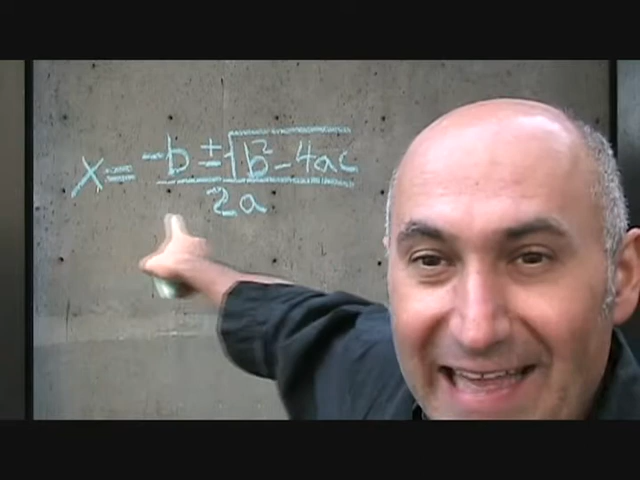 x = -b ± √b² - 4ac
2a